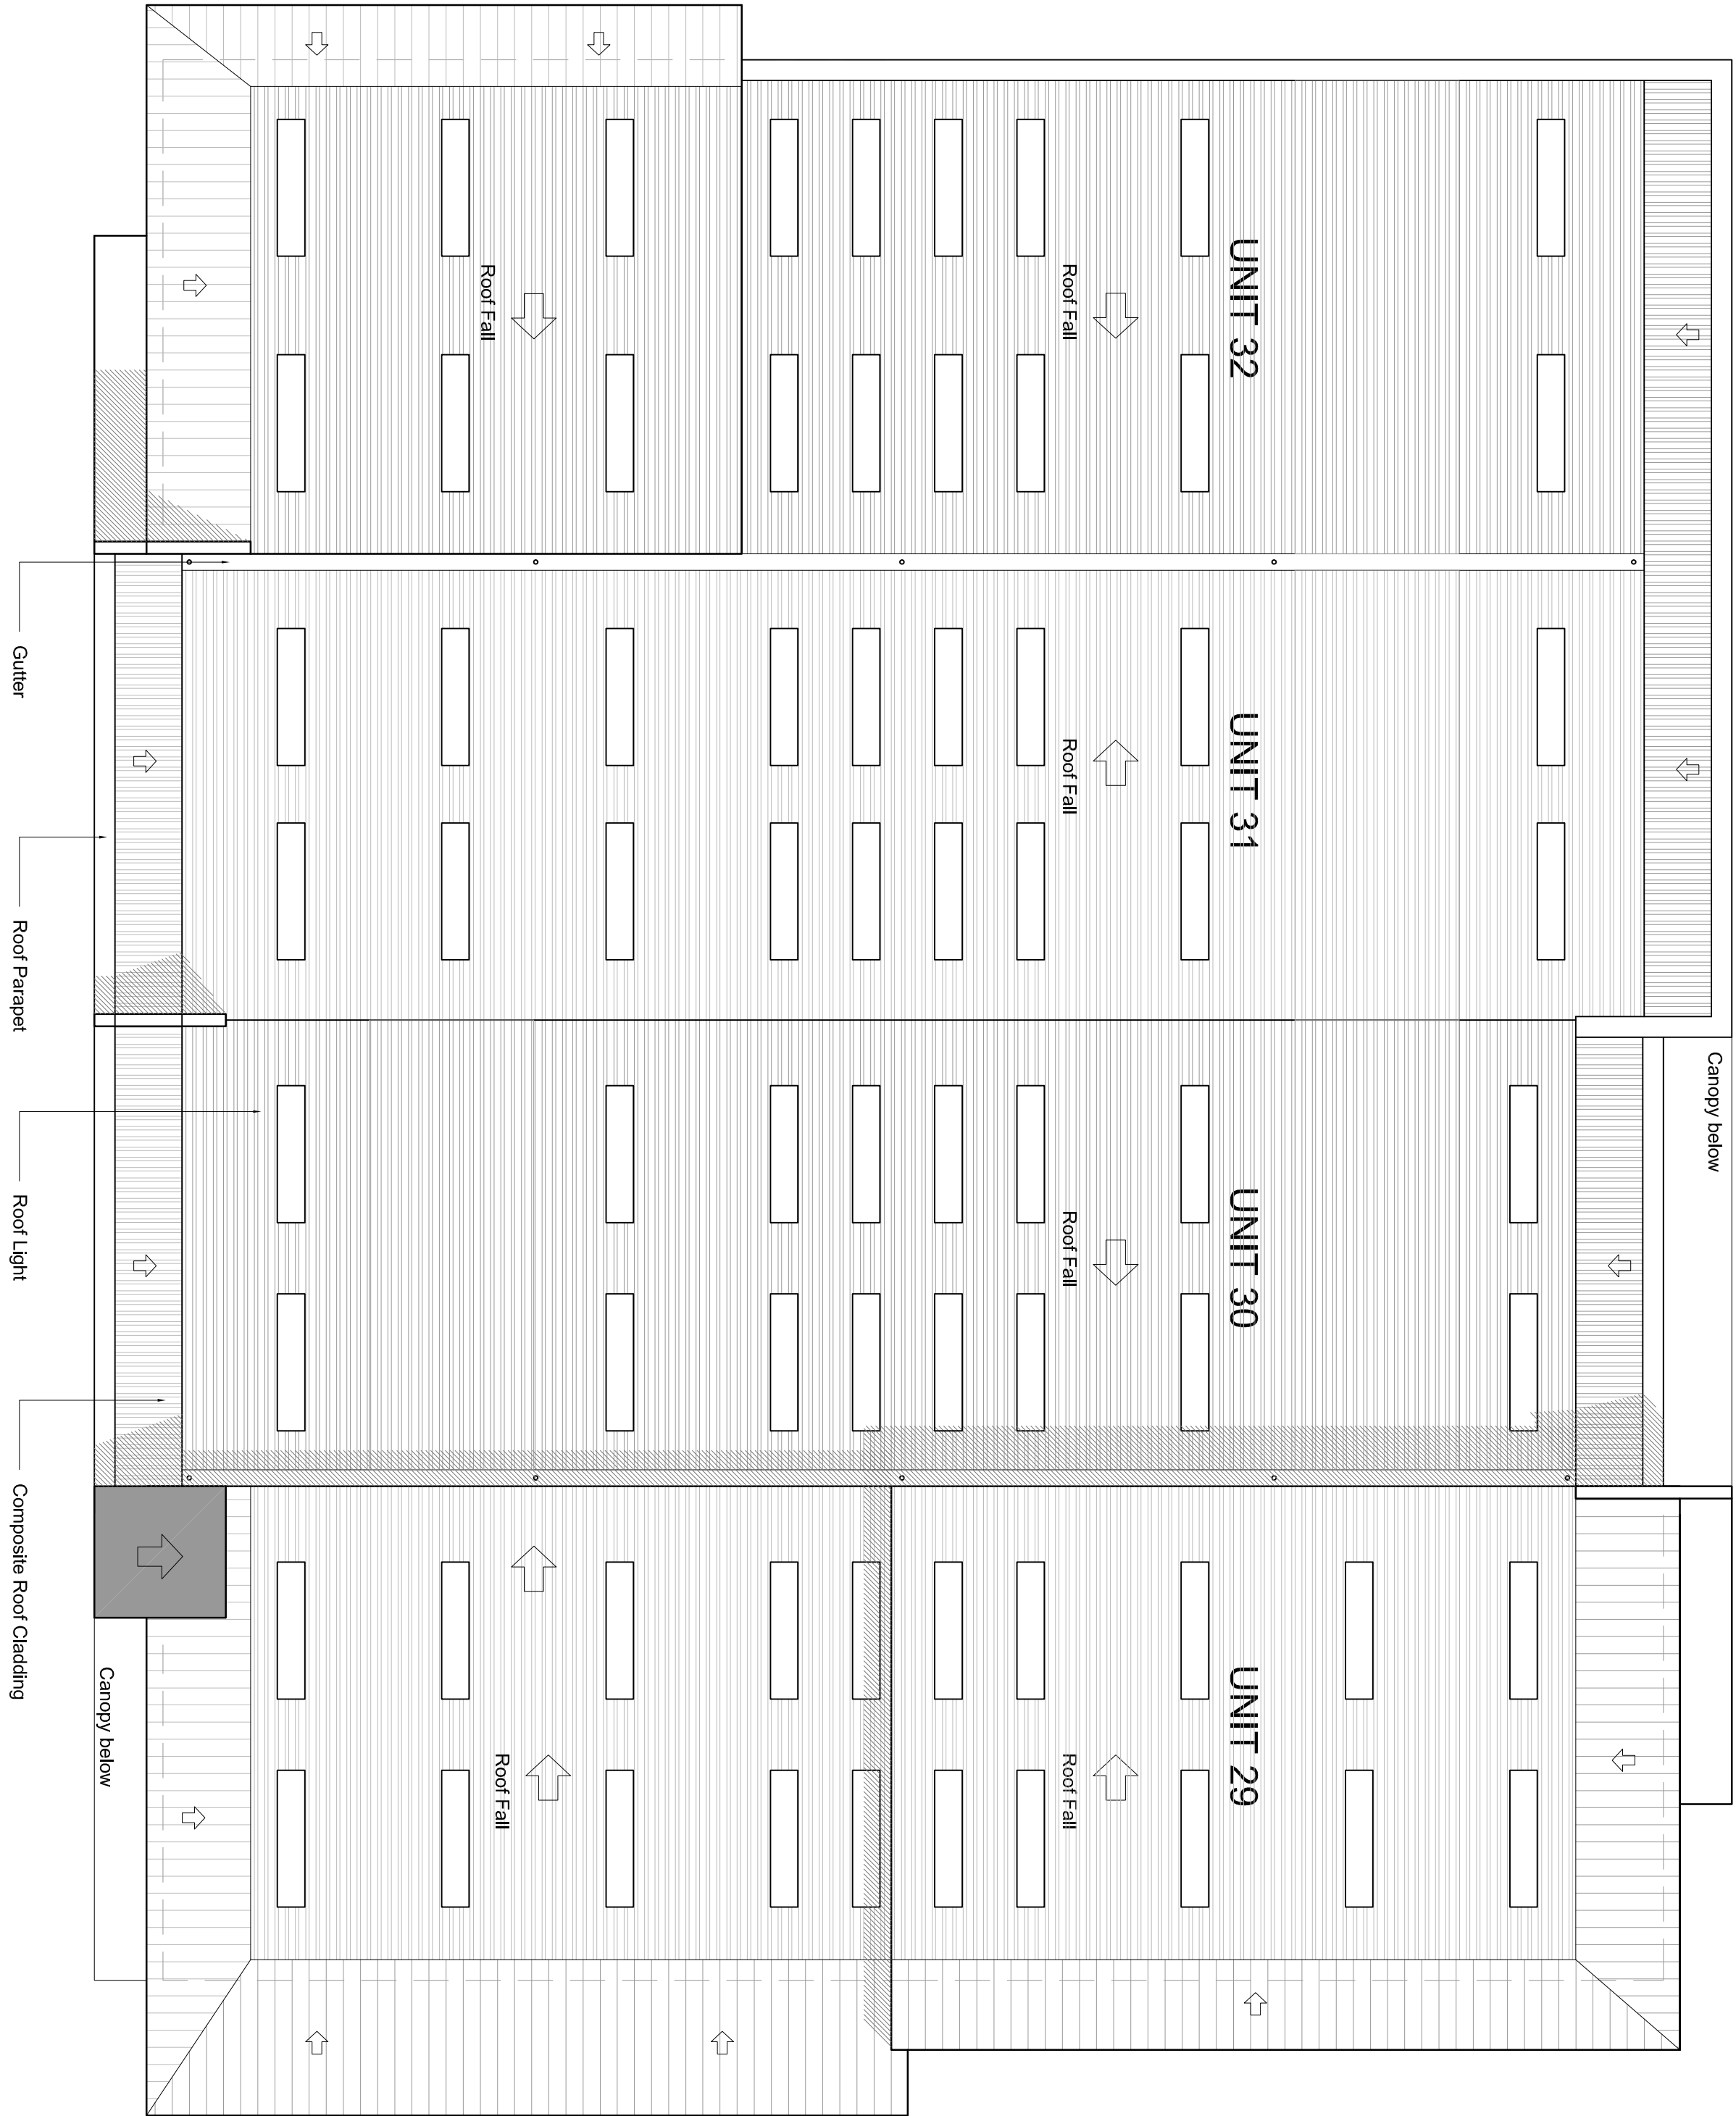 Canopy below
UNIT 32
UNIT 31
UNIT 30
UNIT 29
Roof Fall
Roof Fall
Roof Fall
Roof Fall
Roof Fall
Roof Fall
Canopy below
Gutter
Roof Parapet
Roof Light
Composite Roof Cladding